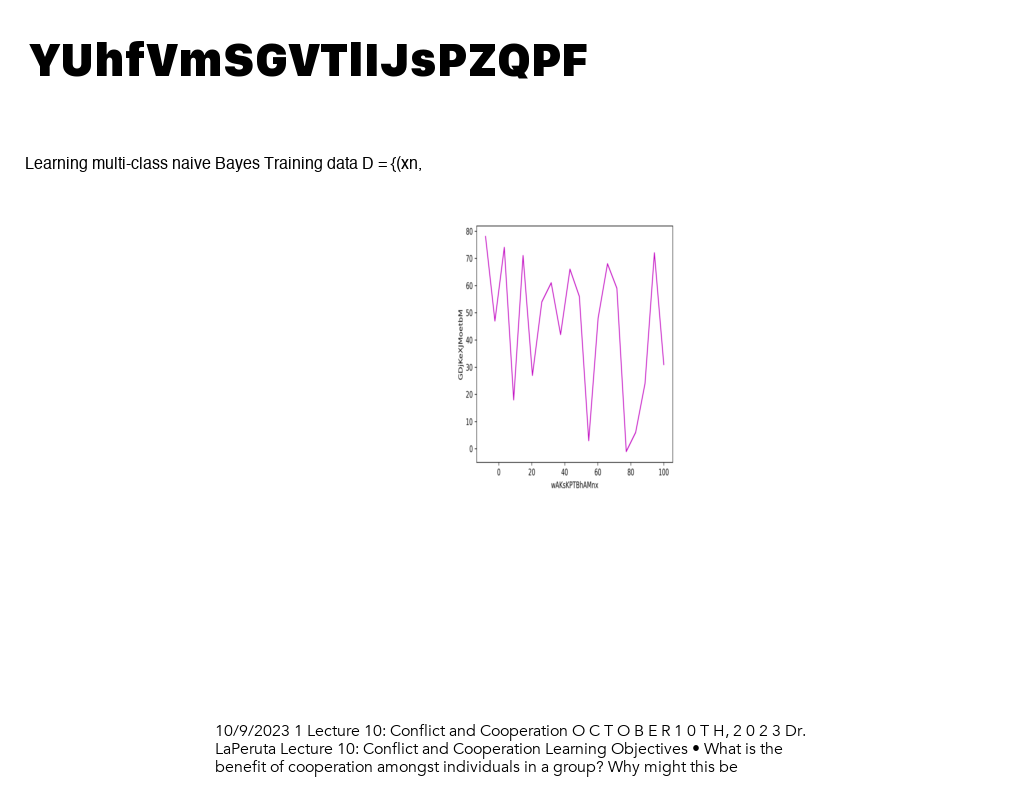 YUhfVmSGVTlIJsPZQPF
Learning multi-class naive Bayes Training data D = {(xn,
80
70
60
50
40
30
20
10
0
GDjKeXJMoetbM
0 20 40 60 80 100
wAKsKPTBhAMnx
10/9/2023 1 Lecture 10: Conflict and Cooperation O C T O B E R 1 0 T H, 2 0 2 3 Dr.
LaPeruta Lecture 10: Conflict and Cooperation Learning Objectives • What is the
benefit of cooperation amongst individuals in a group? Why might this be